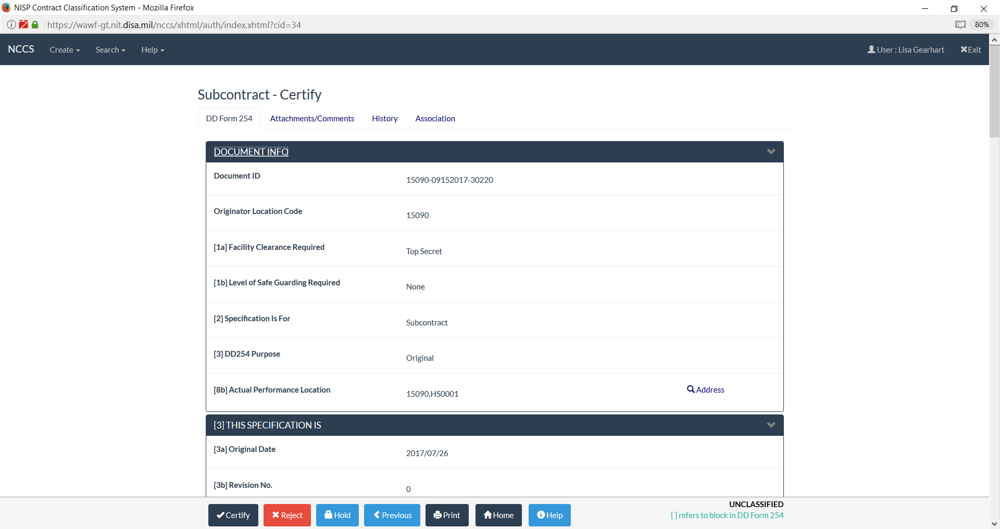 NISP Contract Classification System - Mozilla Firefox
https://wawf-gt.nit.disa.mil/nccs/xhtml/auth/index.xhtml?cid=34
80%
NCCS Create Search Help User : Lisa Gearhart Exit
Subcontract - Certify
DD Form 254 Attachments/Comments History Association
DOCUMENT INFO
Document ID
15090-09152017-30220
Originator Location Code
15090
[1a] Facility Clearance Required
Top Secret
[1b] Level of Safe Guarding Required
None
[2] Specification Is For
Subcontract
[3] DD254 Purpose
Original
[8b] Actual Performance Location
15090,HS0001
Address
[3] THIS SPECIFICATION IS
[3a] Original Date
2017/07/26
[3b] Revision No.
0
Certify Reject Hold Previous Print Home Help
UNCLASSIFIED
[ ] refers to block in DD Form 254